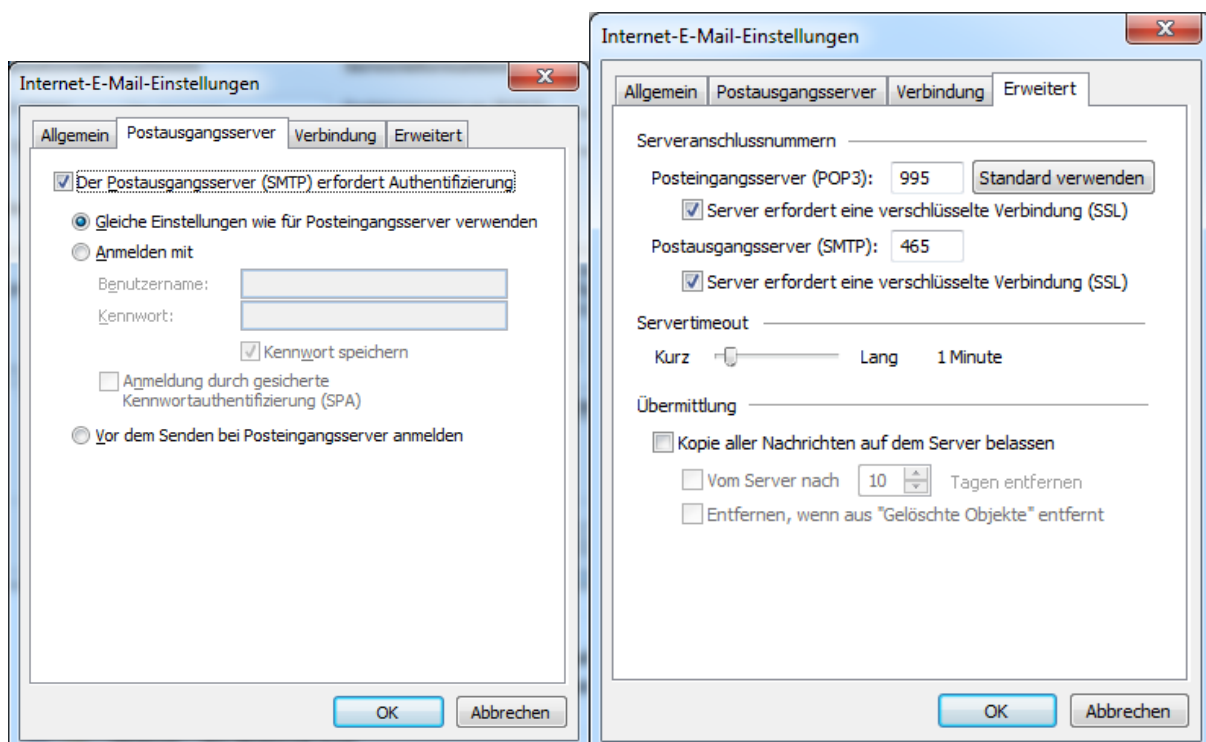 Internet-E-Mail-Einstellungen
Allgemein Postausgangsserver Verbindung Erweitert
Der Postausgangsserver (SMTP) erfordert Authentifizierung
Gleiche Einstellungen wie für Posteingangsserver verwenden
Anmelden mit
Benutzername:
Kennwort:
Kennwort speichern
Anmeldung durch gesicherte
Kennwortauthentifizierung (SPA)
Vor dem Senden bei Posteingangsserver anmelden
OK Abbrechen
Internet-E-Mail-Einstellungen
Allgemein Postausgangsserver Verbindung Erweitert
Serveranschlussnummern
Posteingangsserver (POP3): 995 Standard verwenden
Server erfordert eine verschlüsselte Verbindung (SSL)
Postausgangsserver (SMTP): 465
Server erfordert eine verschlüsselte Verbindung (SSL)
Servertimeout
Kurz Lang 1 Minute
Übermittlung
Kopie aller Nachrichten auf dem Server belassen
Vom Server nach 10 Tagen entfernen
Entfernen, wenn aus "Gelöschte Objekte" entfernt
OK Abbrechen